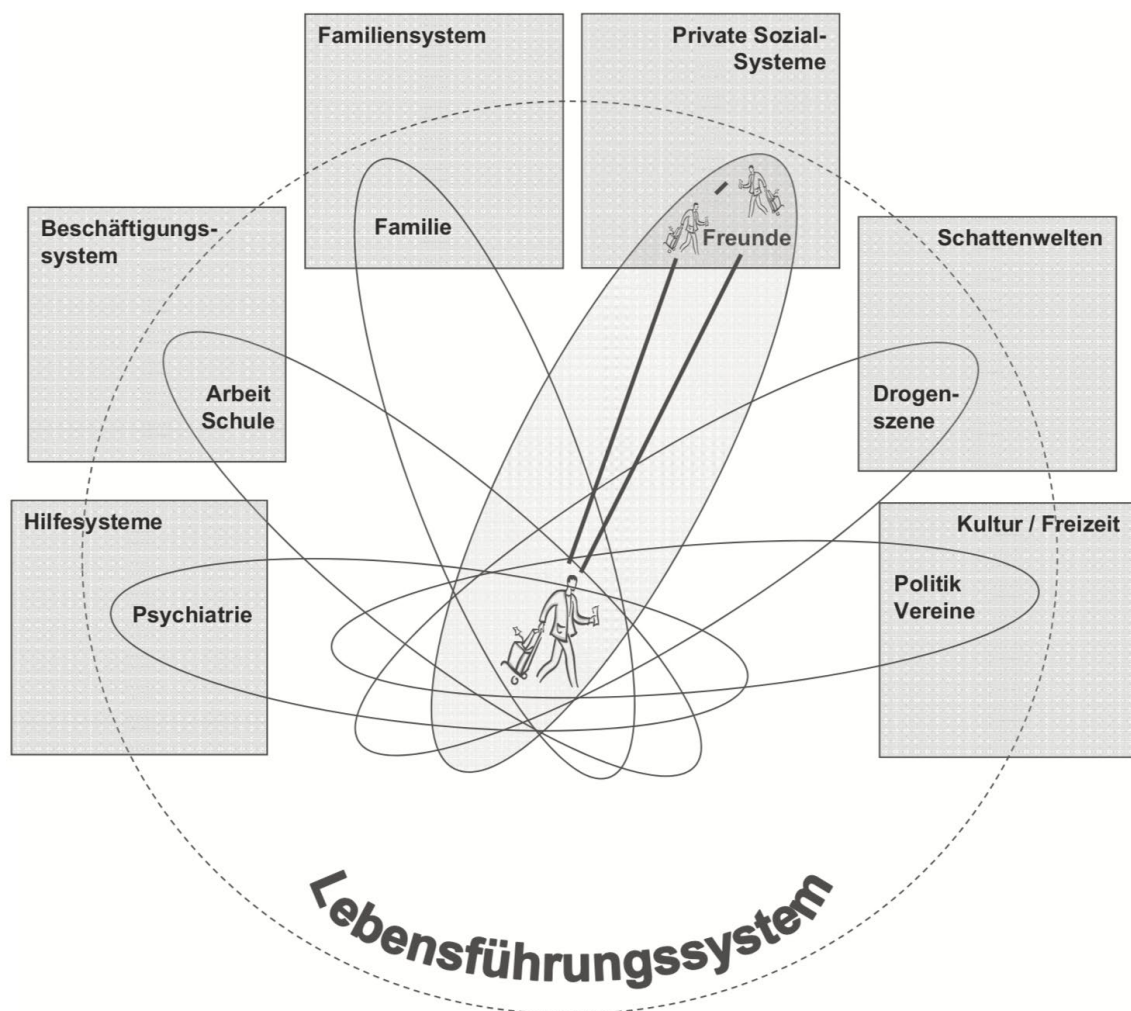 Familiensystem
Private Sozial-
Systeme
Familie
Freunde
Beschäftigungs-
system
Schattenwelten
Arbeit
Schule
Drogen-
szene
Hilfesysteme
Kultur / Freizeit
Psychiatrie
Politik
Vereine
Lebensführungssystem